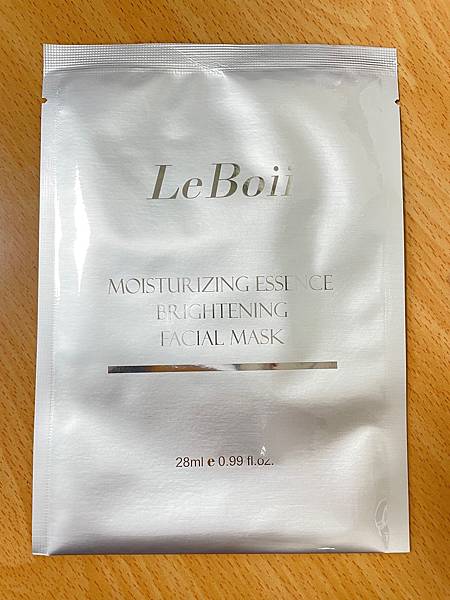 LeBoii
MOISTURIZING ESSENCE
BRIGHTENING
FACIAL MASK
28ml e 0.99 fl.oz.